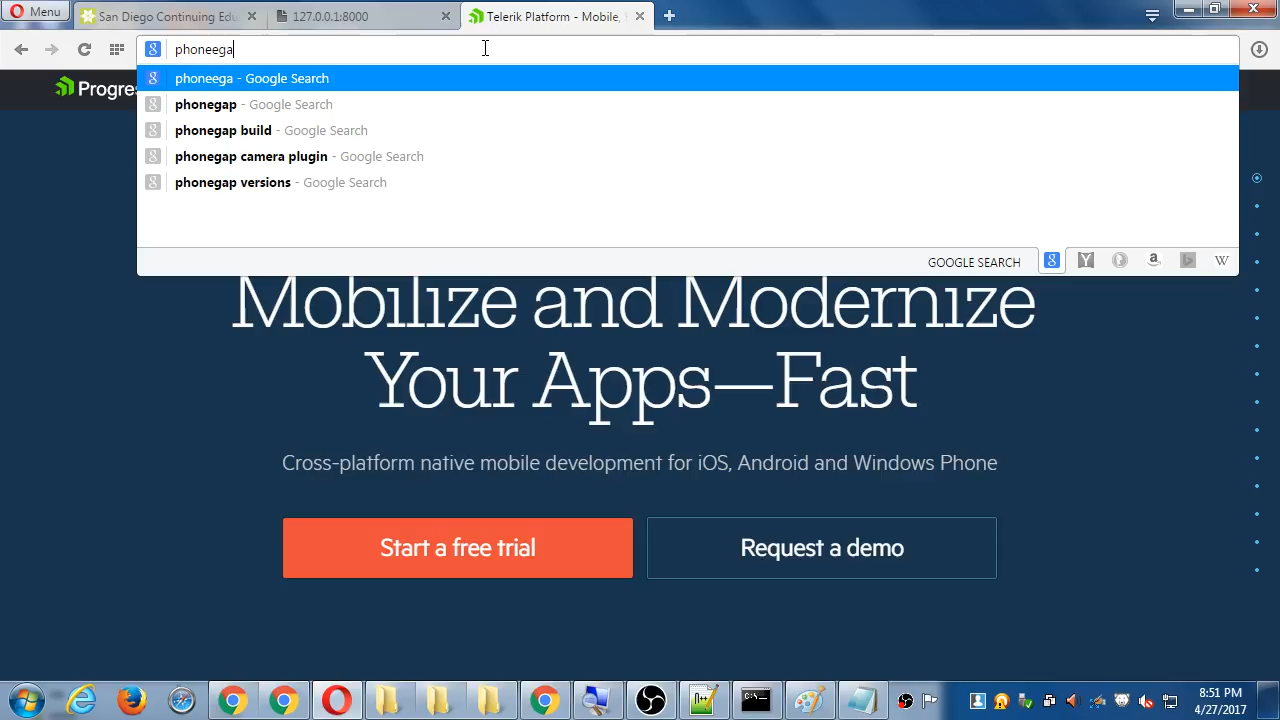 Menu
San Diego Continuing Edu
127.0.0.1:8000
Telerik Platform - Mobile,
phoneega
phoneega - Google Search
phonegap - Google Search
phonegap build - Google Search
phonegap camera plugin - Google Search
phonegap versions - Google Search
GOOGLE SEARCH
Progre
Mobilize and Modernize
Your Apps—Fast
Cross-platform native mobile development for iOS, Android and Windows Phone
Start a free trial
Request a demo
8:51 PM
4/27/2017